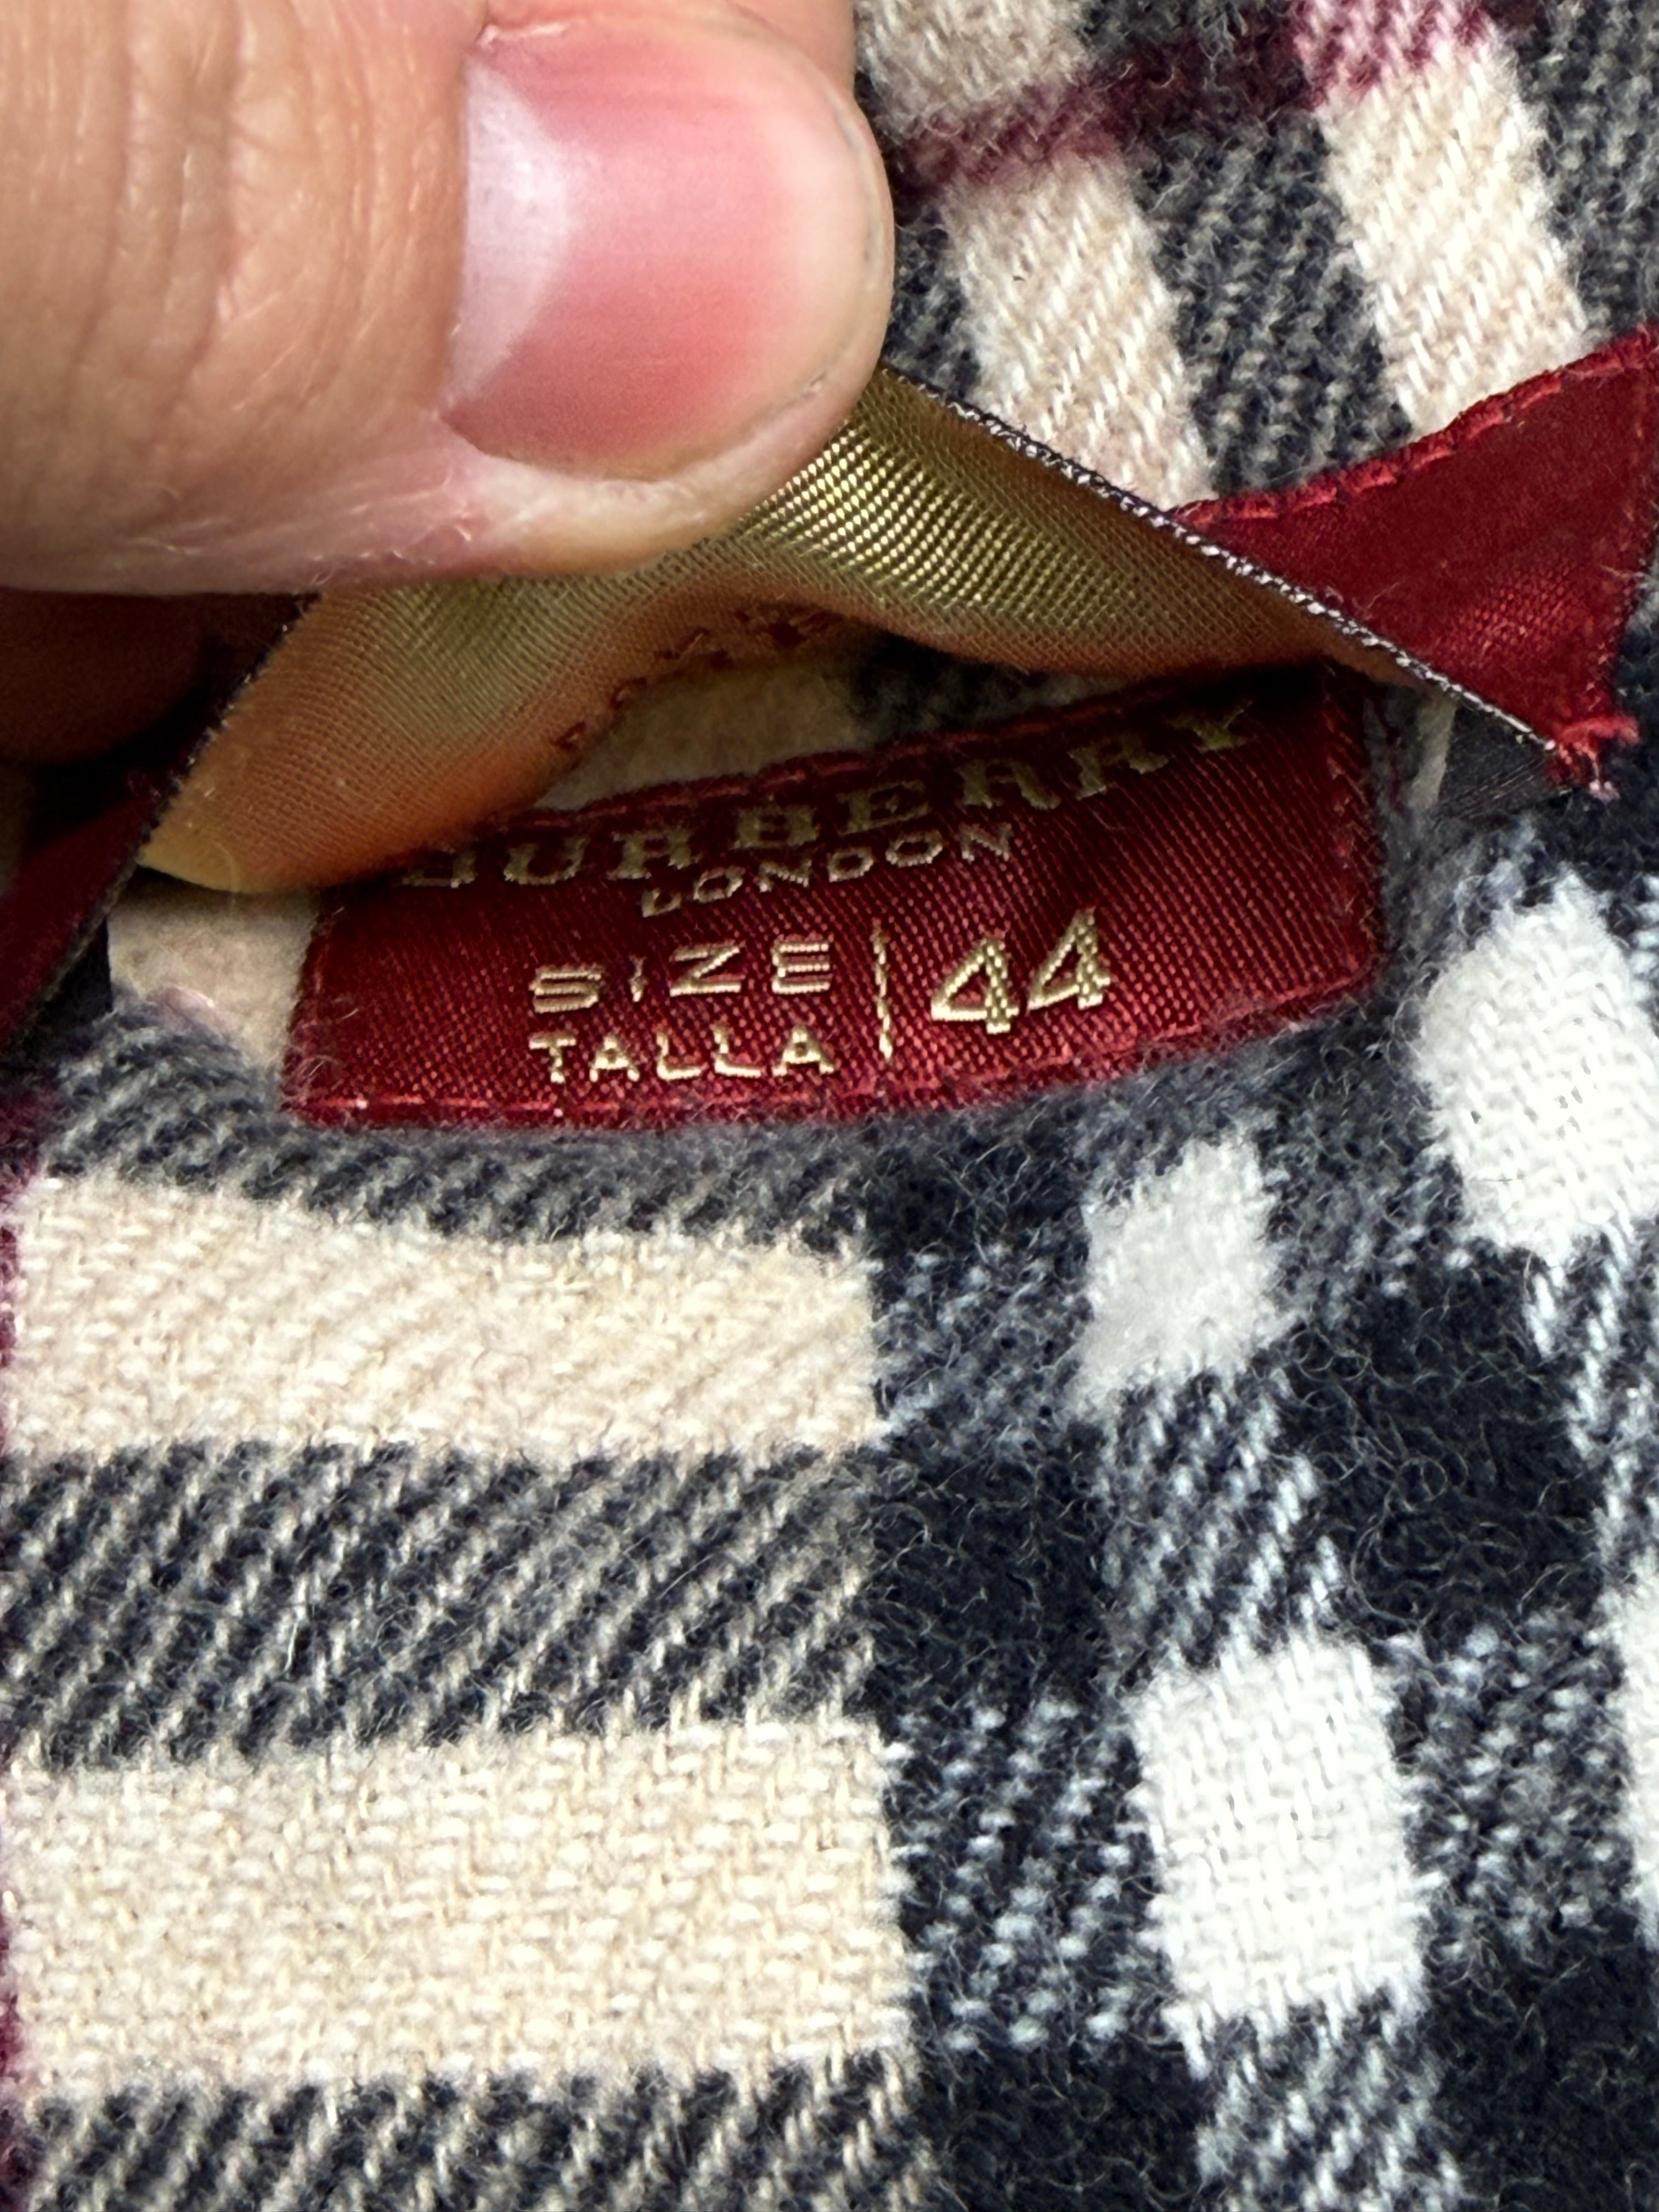 BURBERRY
LONDON
SIZE | 44
TALLA